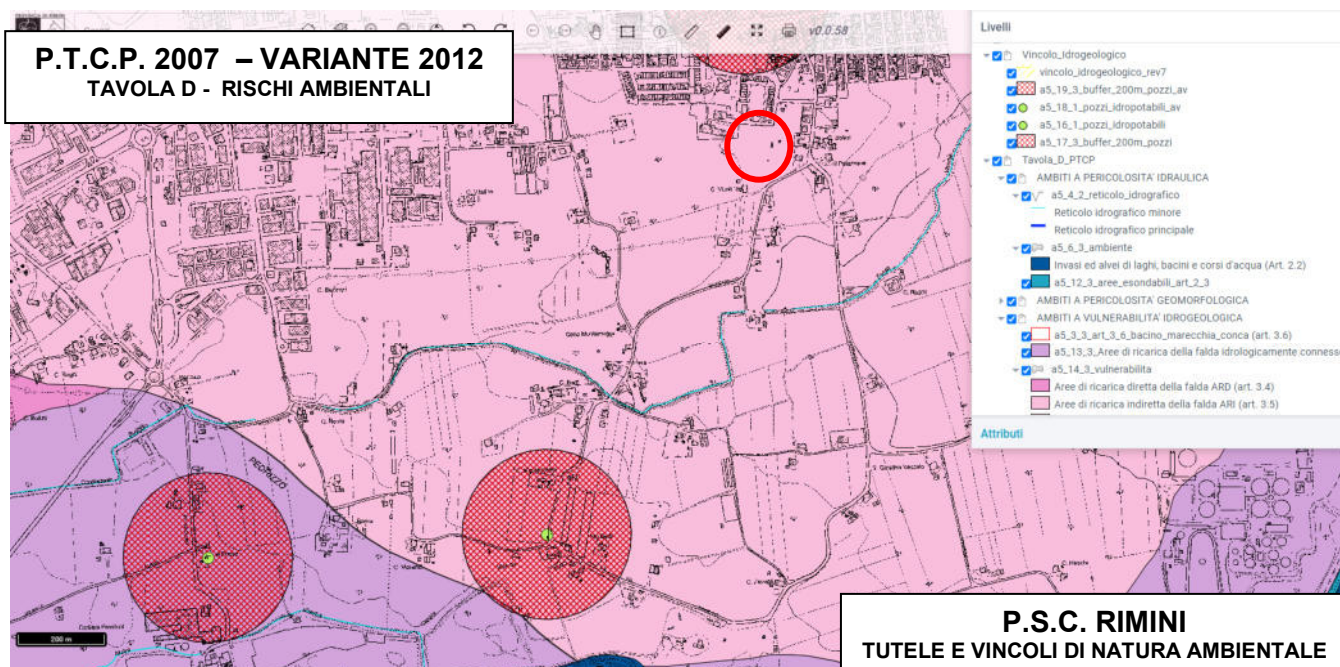 v0.0.58
P.T.C.P. 2007 – VARIANTE 2012
TAVOLA D - RISCHI AMBIENTALI
Livelli
Vincolo_Idrogeologico
vincolo_idrogeologico_rev7
a5_19_3_buffer_200m_pozzi_av
a5_18_1_pozzi_idropotabili_av
a5_16_1_pozzi_idropotabili
a5_17_3_buffer_200m_pozzi
Tavola_D_PTCP
AMBITI A PERICOLOSITA' IDRAULICA
a5_4_2_reticolo_idrografico
Reticolo idrografico minore
Reticolo idrografico principale
a5_6_3_ambiente
Invasi ed alvei di laghi, bacini e corsi d'acqua (Art. 2.2)
a5_12_3_aree_esondabili_art_2_3
AMBITI A PERICOLOSITA' GEOMORFOLOGICA
AMBITI A VULNERABILITA' IDROGEOLOGICA
a5_3_3_art_3_6_bacino_marecchia_conca (art. 3.6)
a5_13_3_Aree di ricarica della falda idrologicamente connesse
a5_14_3_vulnerabilita
Aree di ricarica diretta della falda ARD (art. 3.4)
Aree di ricarica indiretta della falda ARI (art. 3.5)
Attributi
200 m
P.S.C. RIMINI
TUTELE E VINCOLI DI NATURA AMBIENTALE